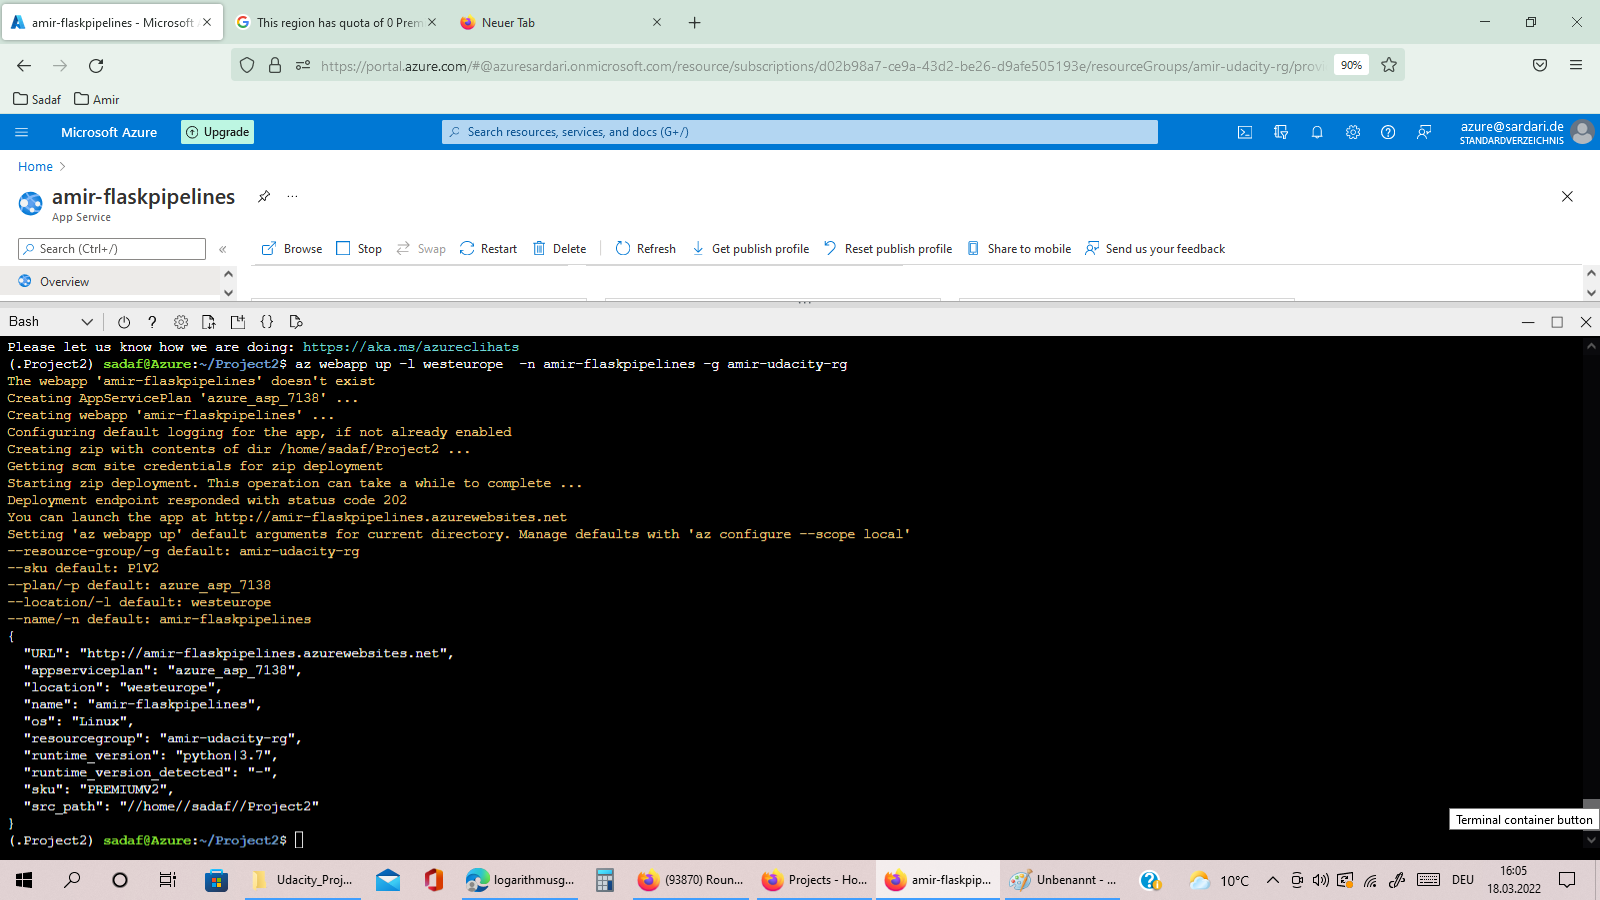 amir-flaskpipelines - Microsoft A
This region has quota of 0 Prem
Neuer Tab
https://portal.azure.com/#@azuresardari.onmicrosoft.com/resource/subscriptions/d02b98a7-ce9a-43d2-be26-d9afe505193e/resourceGroups/amir-udacity-rg/provi
90%
Sadaf
Amir
Microsoft Azure
Upgrade
Search resources, services, and docs (G+/)
azure@sardari.de
STANDARDVERZEICHNIS
Home
amir-flaskpipelines
App Service
Search (Ctrl+/)
Browse
Stop
Swap
Restart
Delete
Refresh
Get publish profile
Reset publish profile
Share to mobile
Send us your feedback
Overview
Bash
Please let us know how we are doing: https://aka.ms/azureclihats
(.Project2) sadaf@Azure:~/Project2$ az webapp up -l westeurope  -n amir-flaskpipelines -g amir-udacity-rg
The webapp 'amir-flaskpipelines' doesn't exist
Creating AppServicePlan 'azure_asp_7138' ...
Creating webapp 'amir-flaskpipelines' ...
Configuring default logging for the app, if not already enabled
Creating zip with contents of dir /home/sadaf/Project2 ...
Getting scm site credentials for zip deployment
Starting zip deployment. This operation can take a while to complete ...
Deployment endpoint responded with status code 202
You can launch the app at http://amir-flaskpipelines.azurewebsites.net
Setting 'az webapp up' default arguments for current directory. Manage defaults with 'az configure --scope local'
--resource-group/-g default: amir-udacity-rg
--sku default: P1V2
--plan/-p default: azure_asp_7138
--location/-l default: westeurope
--name/-n default: amir-flaskpipelines
{
"URL": "http://amir-flaskpipelines.azurewebsites.net",
"appserviceplan": "azure_asp_7138",
"location": "westeurope",
"name": "amir-flaskpipelines",
"os": "Linux",
"resourcegroup": "amir-udacity-rg",
"runtime_version": "python|3.7",
"runtime_version_detected": "-",
"sku": "PREMIUMV2",
"src_path": "//home//sadaf//Project2"
}
(.Project2) sadaf@Azure:~/Project2$
Terminal container button
Udacity_Proj...
logarithmusg...
(93870) Roun...
Projects - Ho...
amir-flaskpip...
Unbenannt - ...
10°C
DEU
16:05
18.03.2022